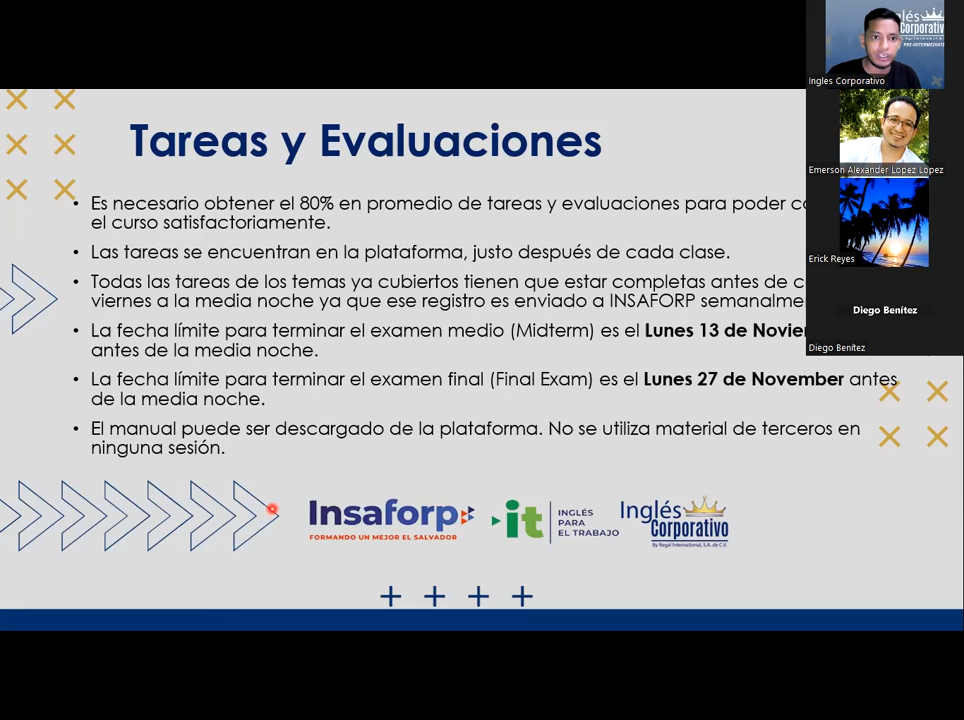 Tareas y Evaluaciones
• Es necesario obtener el 80% en promedio de tareas y evaluaciones para poder
el curso satisfactoriamente.
• Las tareas se encuentran en la plataforma, justo después de cada clase.
• Todas las tareas de los temas ya cubiertos tienen que estar completas antes de
viernes a la media noche ya que ese registro es enviado a INSAFORP semanalme
• La fecha límite para terminar el examen medio (Midterm) es el Lunes 13 de Novie
antes de la media noche.
• La fecha límite para terminar el examen final (Final Exam) es el Lunes 27 de November antes
de la media noche.
• El manual puede ser descargado de la plataforma. No se utiliza material de terceros en
ninguna sesión.
Insaforp
FORMANDO UN MEJOR EL SALVADOR
it
INGLÉS
PARA
EL TRABAJO
Inglés
Corporativo
By Regal International, S.A. de C.V.
glés
Corporativ
PRE-INTERMEDIATE
Ingles Corporativo
Emerson Alexander Lopez Lopez
Erick Reyes
Diego Benítez
Diego Benítez